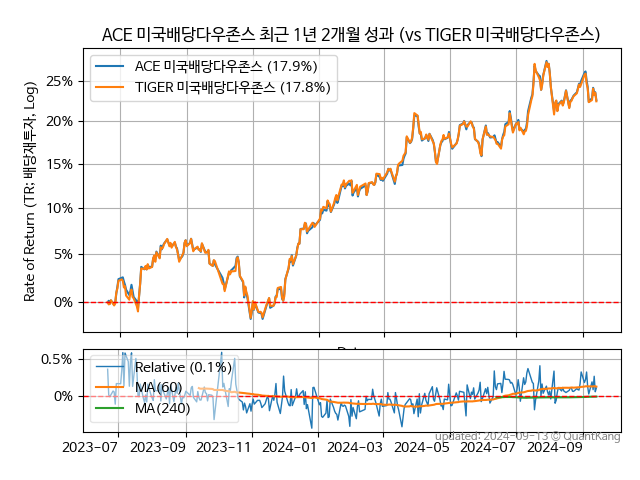 ACE 미국배당다우존스 최근 1년 2개월 성과 (vs TIGER 미국배당다우존스)
ACE 미국배당다우존스 (17.9%)
TIGER 미국배당다우존스 (17.8%)
Rate of Return (TR: 배당재투자, Log)
25%
20%
15%
10%
5%
0%
0.5%
0%
Relative (0.1%)
MA(60)
MA(240)
updated: 2024-09-13 © QuantKang
2023-07 2023-09 2023-11 2024-01 2024-03 2024-05 2024-07 2024-09